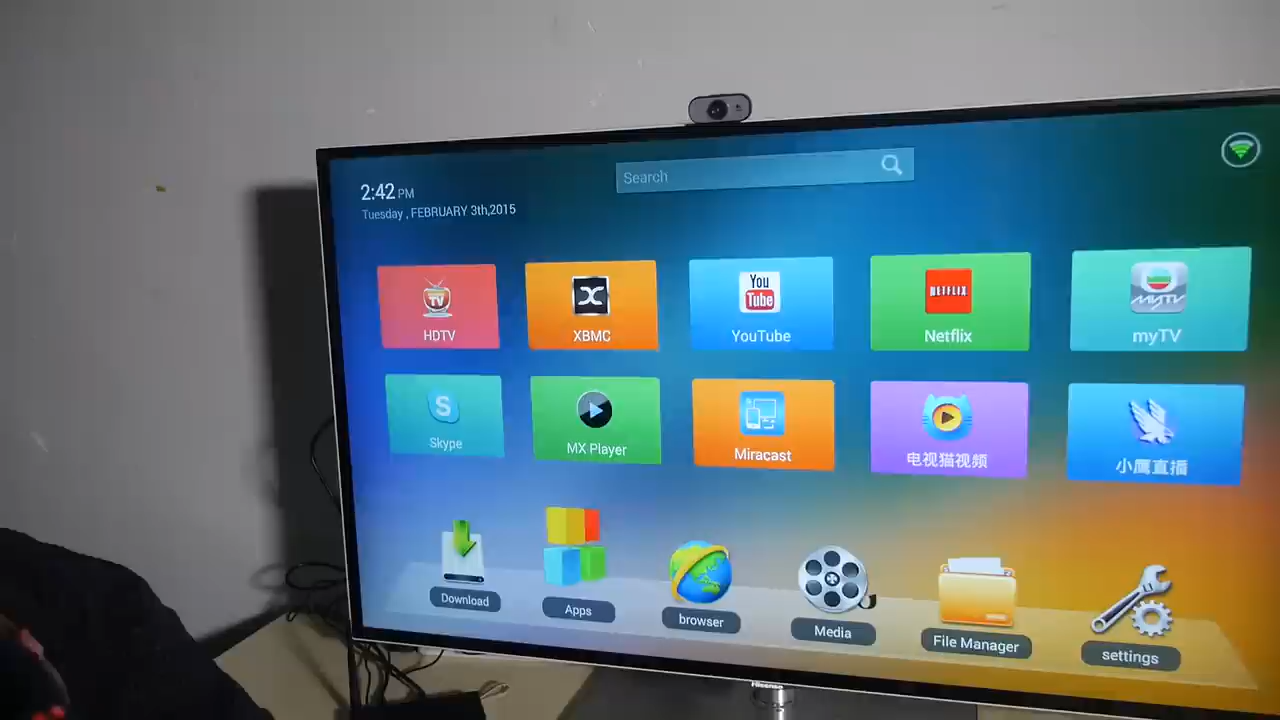 2:42 PM
Search
Tuesday , FEBRUARY 3th,2015
TV
HDTV
XBMC
You
Tube
YouTube
NETFLIX
Netflix
MYTV
myTV
S
Skype
MX Player
Miracast
电视猫视频
小鹰直播
Download
Apps
browser
Media
File Manager
settings
Hisense